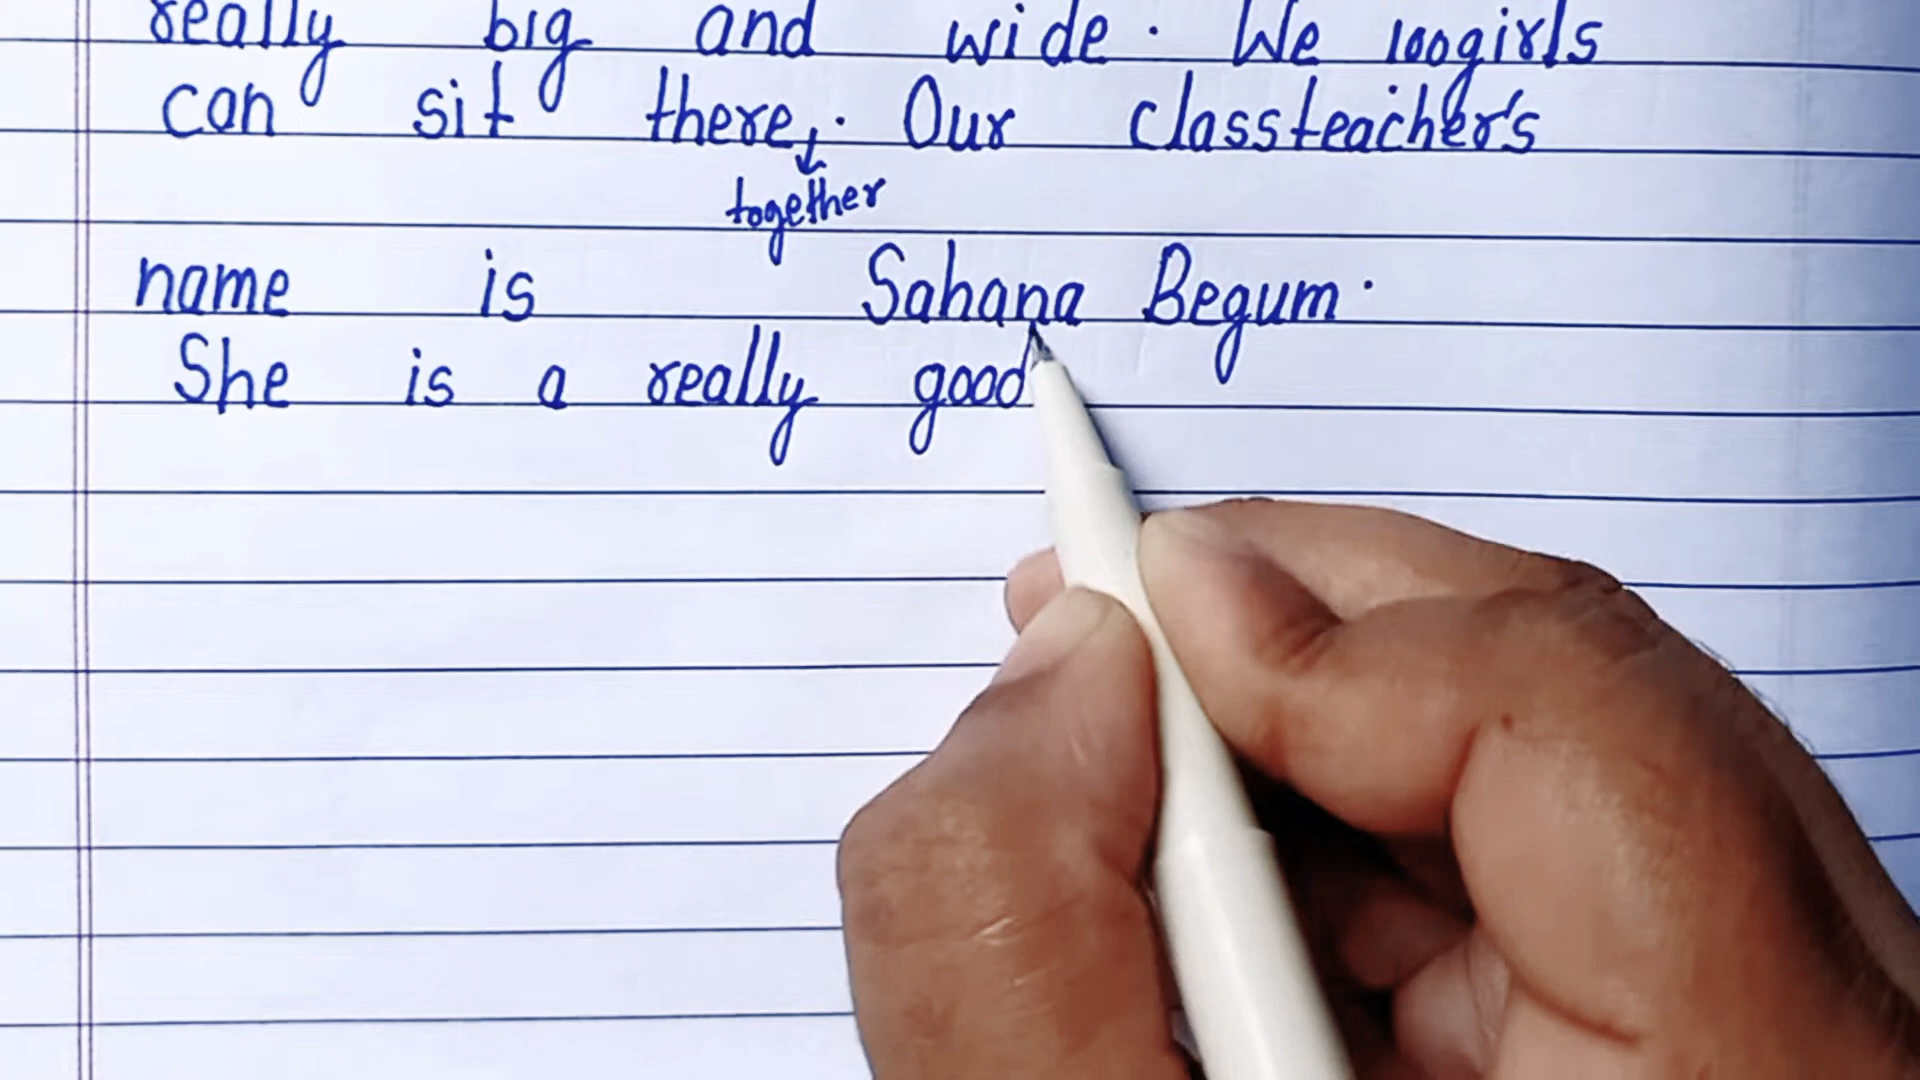 really big and wide. We 100girls
can sit there,. Our classteacher's
together
name is Sahana Begum.
She is a really good